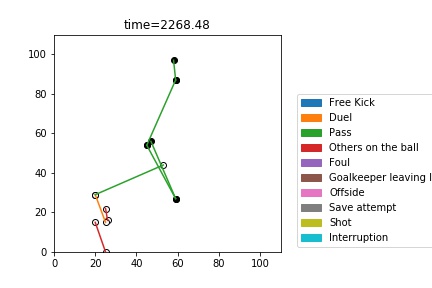 time=2268.48
100
80
60
40
20
0
0 20 40 60 80 100
Free Kick
Duel
Pass
Others on the ball
Foul
Goalkeeper leaving l
Offside
Save attempt
Shot
Interruption